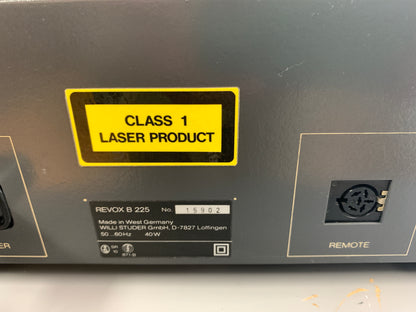 CLASS 1
LASER PRODUCT
REVOX B 225 No. 15902
Made in West Germany
WILLI STUDER GmbH, D-7827 Löffingen
50...60Hz 40W
REMOTE
ER